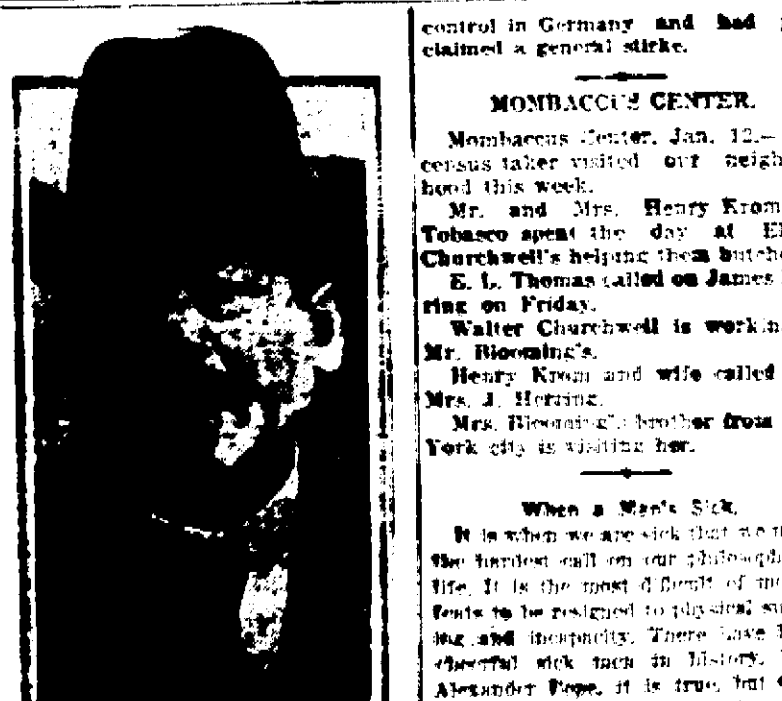 control in Germany and had
claimed a general stirke.
MOMBACCUS CENTER.
Mombaccus Center, Jan. 12.—
census taker visited our neigh
hood this week.
Mr. and Mrs. Henry Krom
Tobasco spent the day at
Churchwell's helping them butche
E. L. Thomas called on James
ring on Friday.
Walter Churchwell is workin
Mr. Blooming's.
Henry Krom and wife called
Mrs. J. Herring.
Mrs. Blooming's brother from
York city is visiting her.
When a Man's Sick.
It is when we are sick that we
the hardest call on our philosoph
life. It is the most difficult of
feats to be resigned to physical
ing and incapacity. There have
cheerful sick men in history.
Alexander Pope, it is true, but